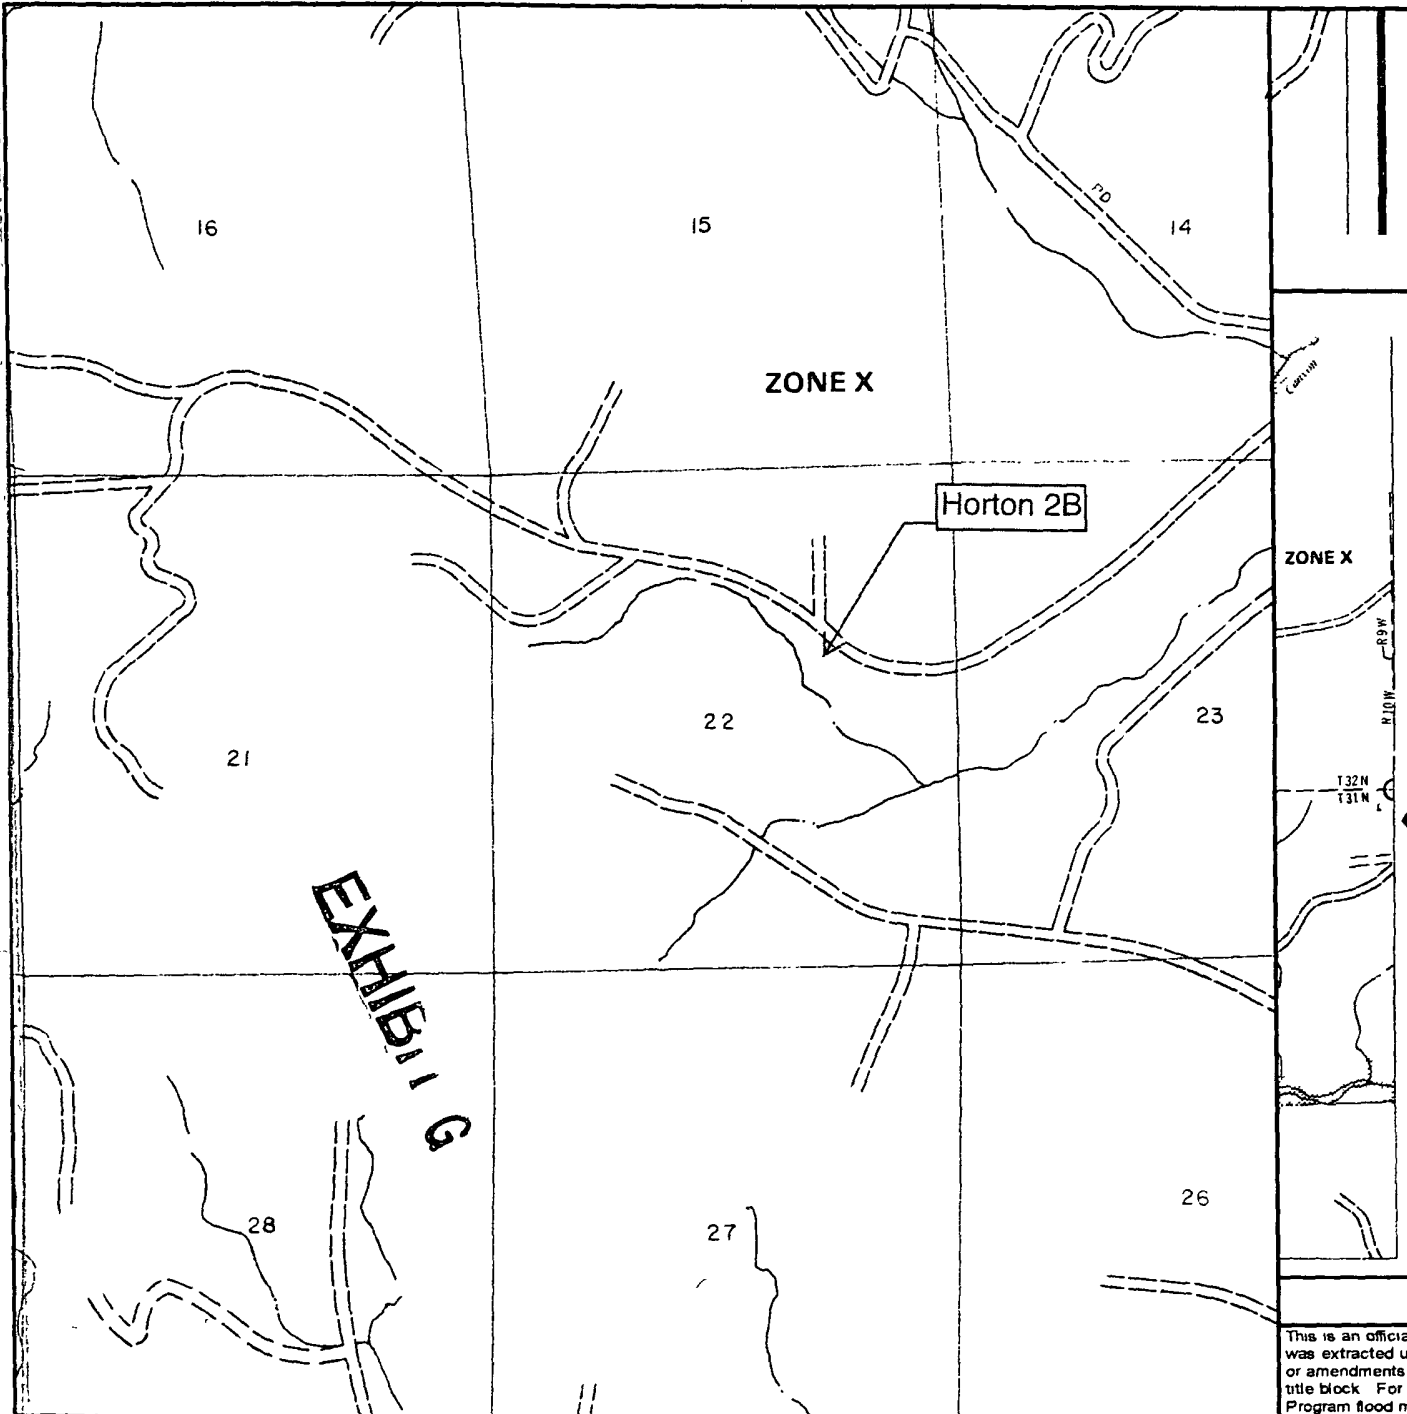 16
15
14
RD
ZONE X
Canyon
Horton 2B
ZONE X
R9W
R10W
21
22
23
T32N
T31N
EXHIBIT G
28
27
26
This is an officia
was extracted u
or amendments
title block For
Program flood m